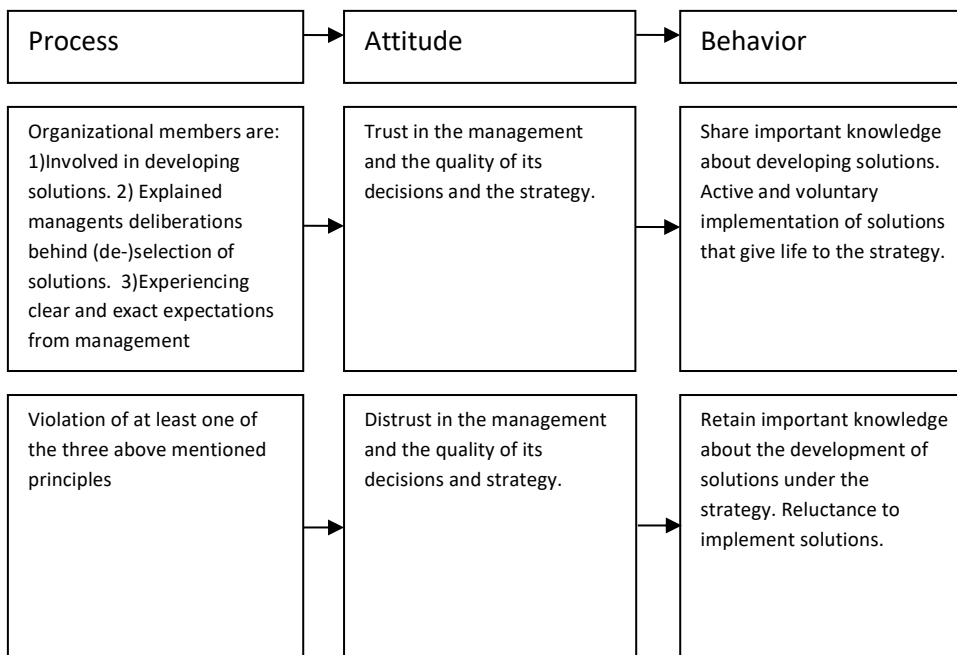 Process
Attitude
Behavior
Organizational members are:
1)Involved in developing
solutions. 2) Explained
managents deliberations
behind (de-)selection of
solutions.  3)Experiencing
clear and exact expectations
from management
Trust in the management
and the quality of its
decisions and the strategy.
Share important knowledge
about developing solutions.
Active and voluntary
implementation of solutions
that give life to the strategy.
Violation of at least one of
the three above mentioned
principles
Distrust in the management
and the quality of its
decisions and strategy.
Retain important knowledge
about the development of
solutions under the
strategy. Reluctance to
implement solutions.